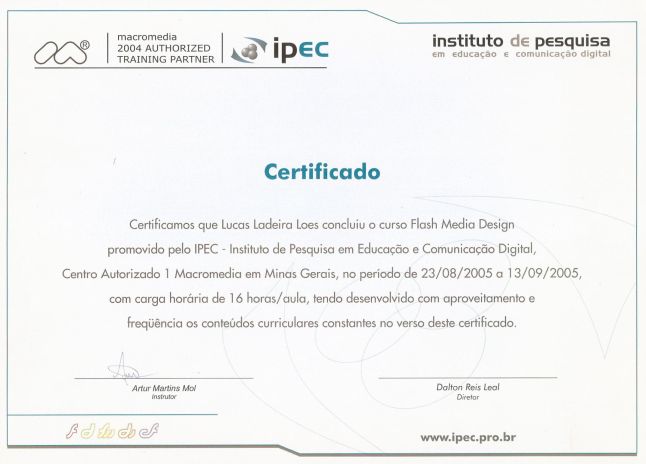 macromedia
2004 AUTHORIZED
TRAINING PARTNER
ipEC
instituto de pesquisa
em educação e comunicação digital
Certificado
Certificamos que Lucas Ladeira Loes concluiu o curso Flash Media Design
promovido pelo IPEC - Instituto de Pesquisa em Educação e Comunicação Digital,
Centro Autorizado 1 Macromedia em Minas Gerais, no periodo de 23/08/2005 a 13/09/2005,
com carga horária de 16 horas/aula, tendo desenvolvido com aproveitamento e
freqüência os conteúdos curriculares constantes no verso deste certificado.
Artur Martins Mol
Instrutor
Dalton Reis Leal
Diretor
www.ipec.pro.br